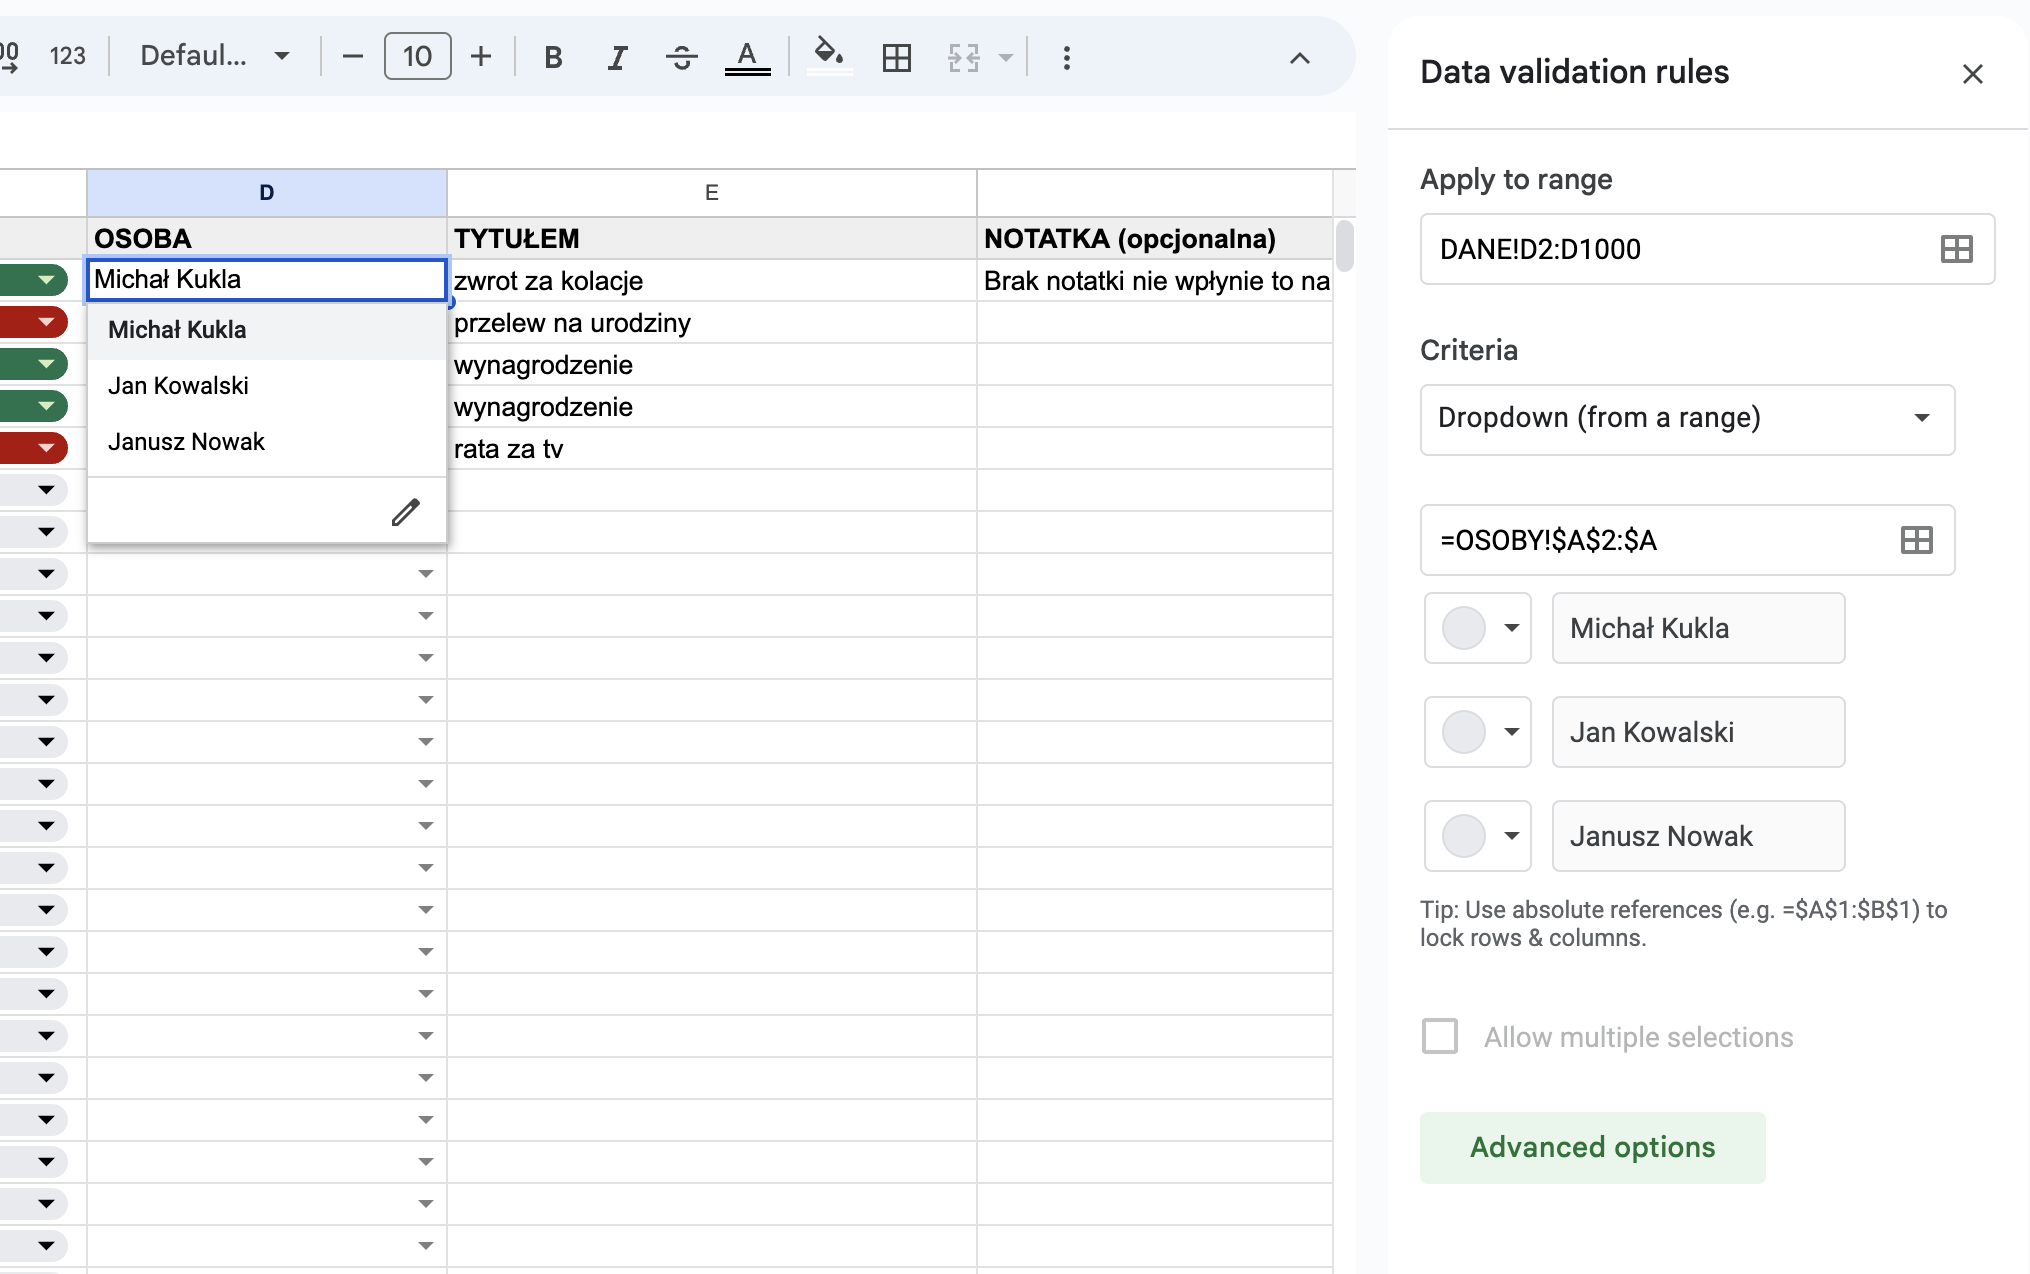 123 Defaul... 10 B I A
D E
OSOBA TYTUŁEM NOTATKA (opcjonalna)
Michał Kukla zwrot za kolacje Brak notatki nie wpłynie to na
Michał Kukla przelew na urodziny
Jan Kowalski wynagrodzenie
wynagrodzenie
Janusz Nowak rata za tv
Data validation rules
Apply to range
DANE!D2:D1000
Criteria
Dropdown (from a range)
=OSOBY!$A$2:$A
Michał Kukla
Jan Kowalski
Janusz Nowak
Tip: Use absolute references (e.g. =$A$1:$B$1) to
lock rows & columns.
Allow multiple selections
Advanced options